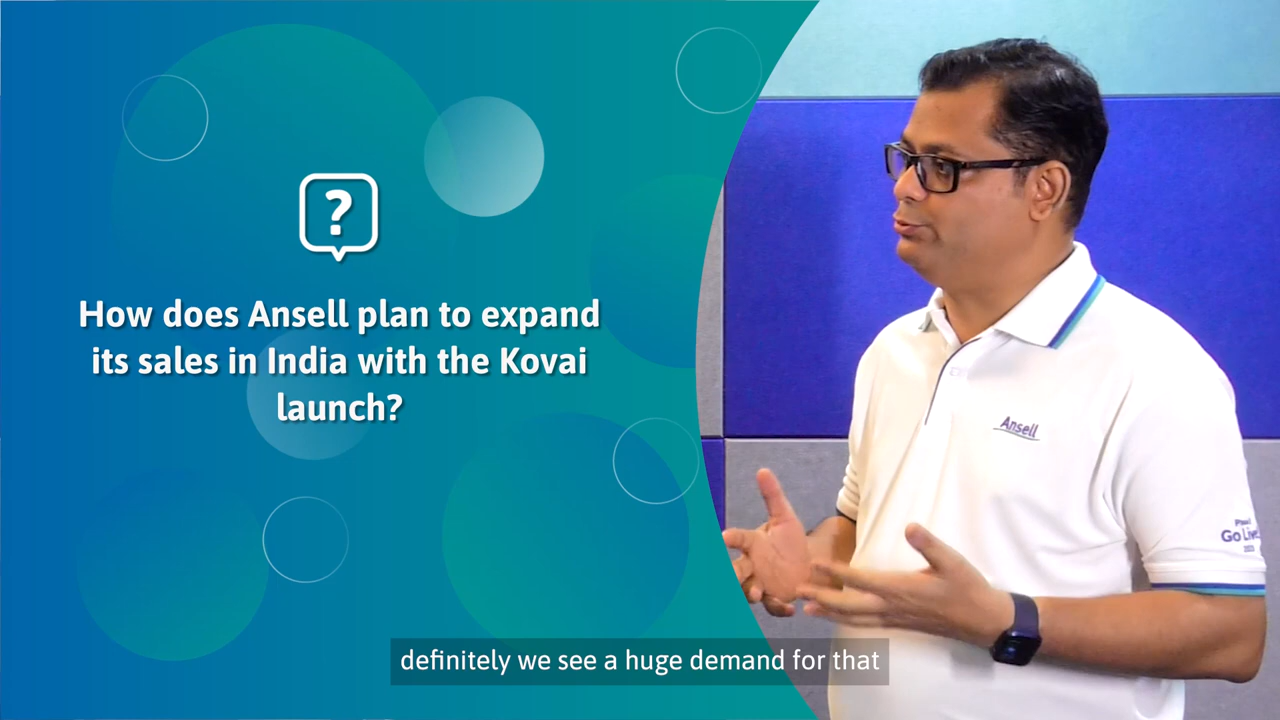 ?
How does Ansell plan to expand
its sales in India with the Kovai
launch?
Ansell
Go Live
2023
definitely we see a huge demand for that